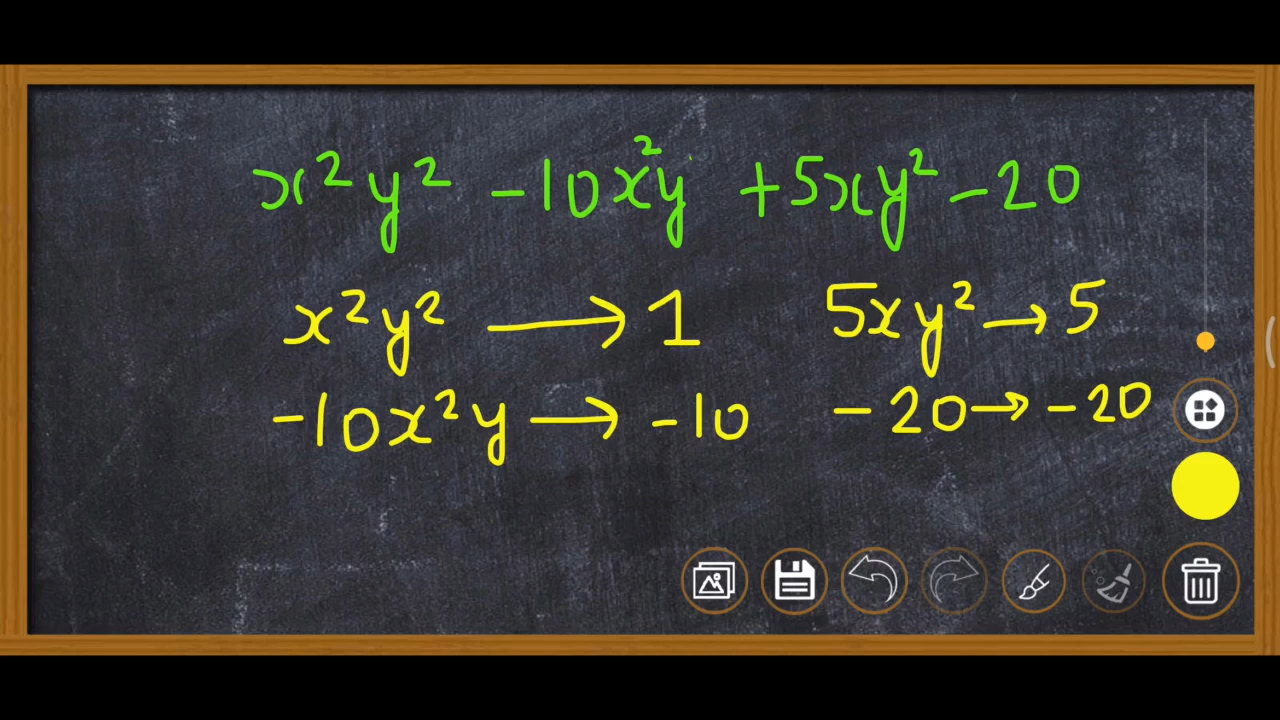 x²y² -10x²y +5xy² -20
x²y² → 1 5xy² → 5
-10x²y → -10 -20 → -20